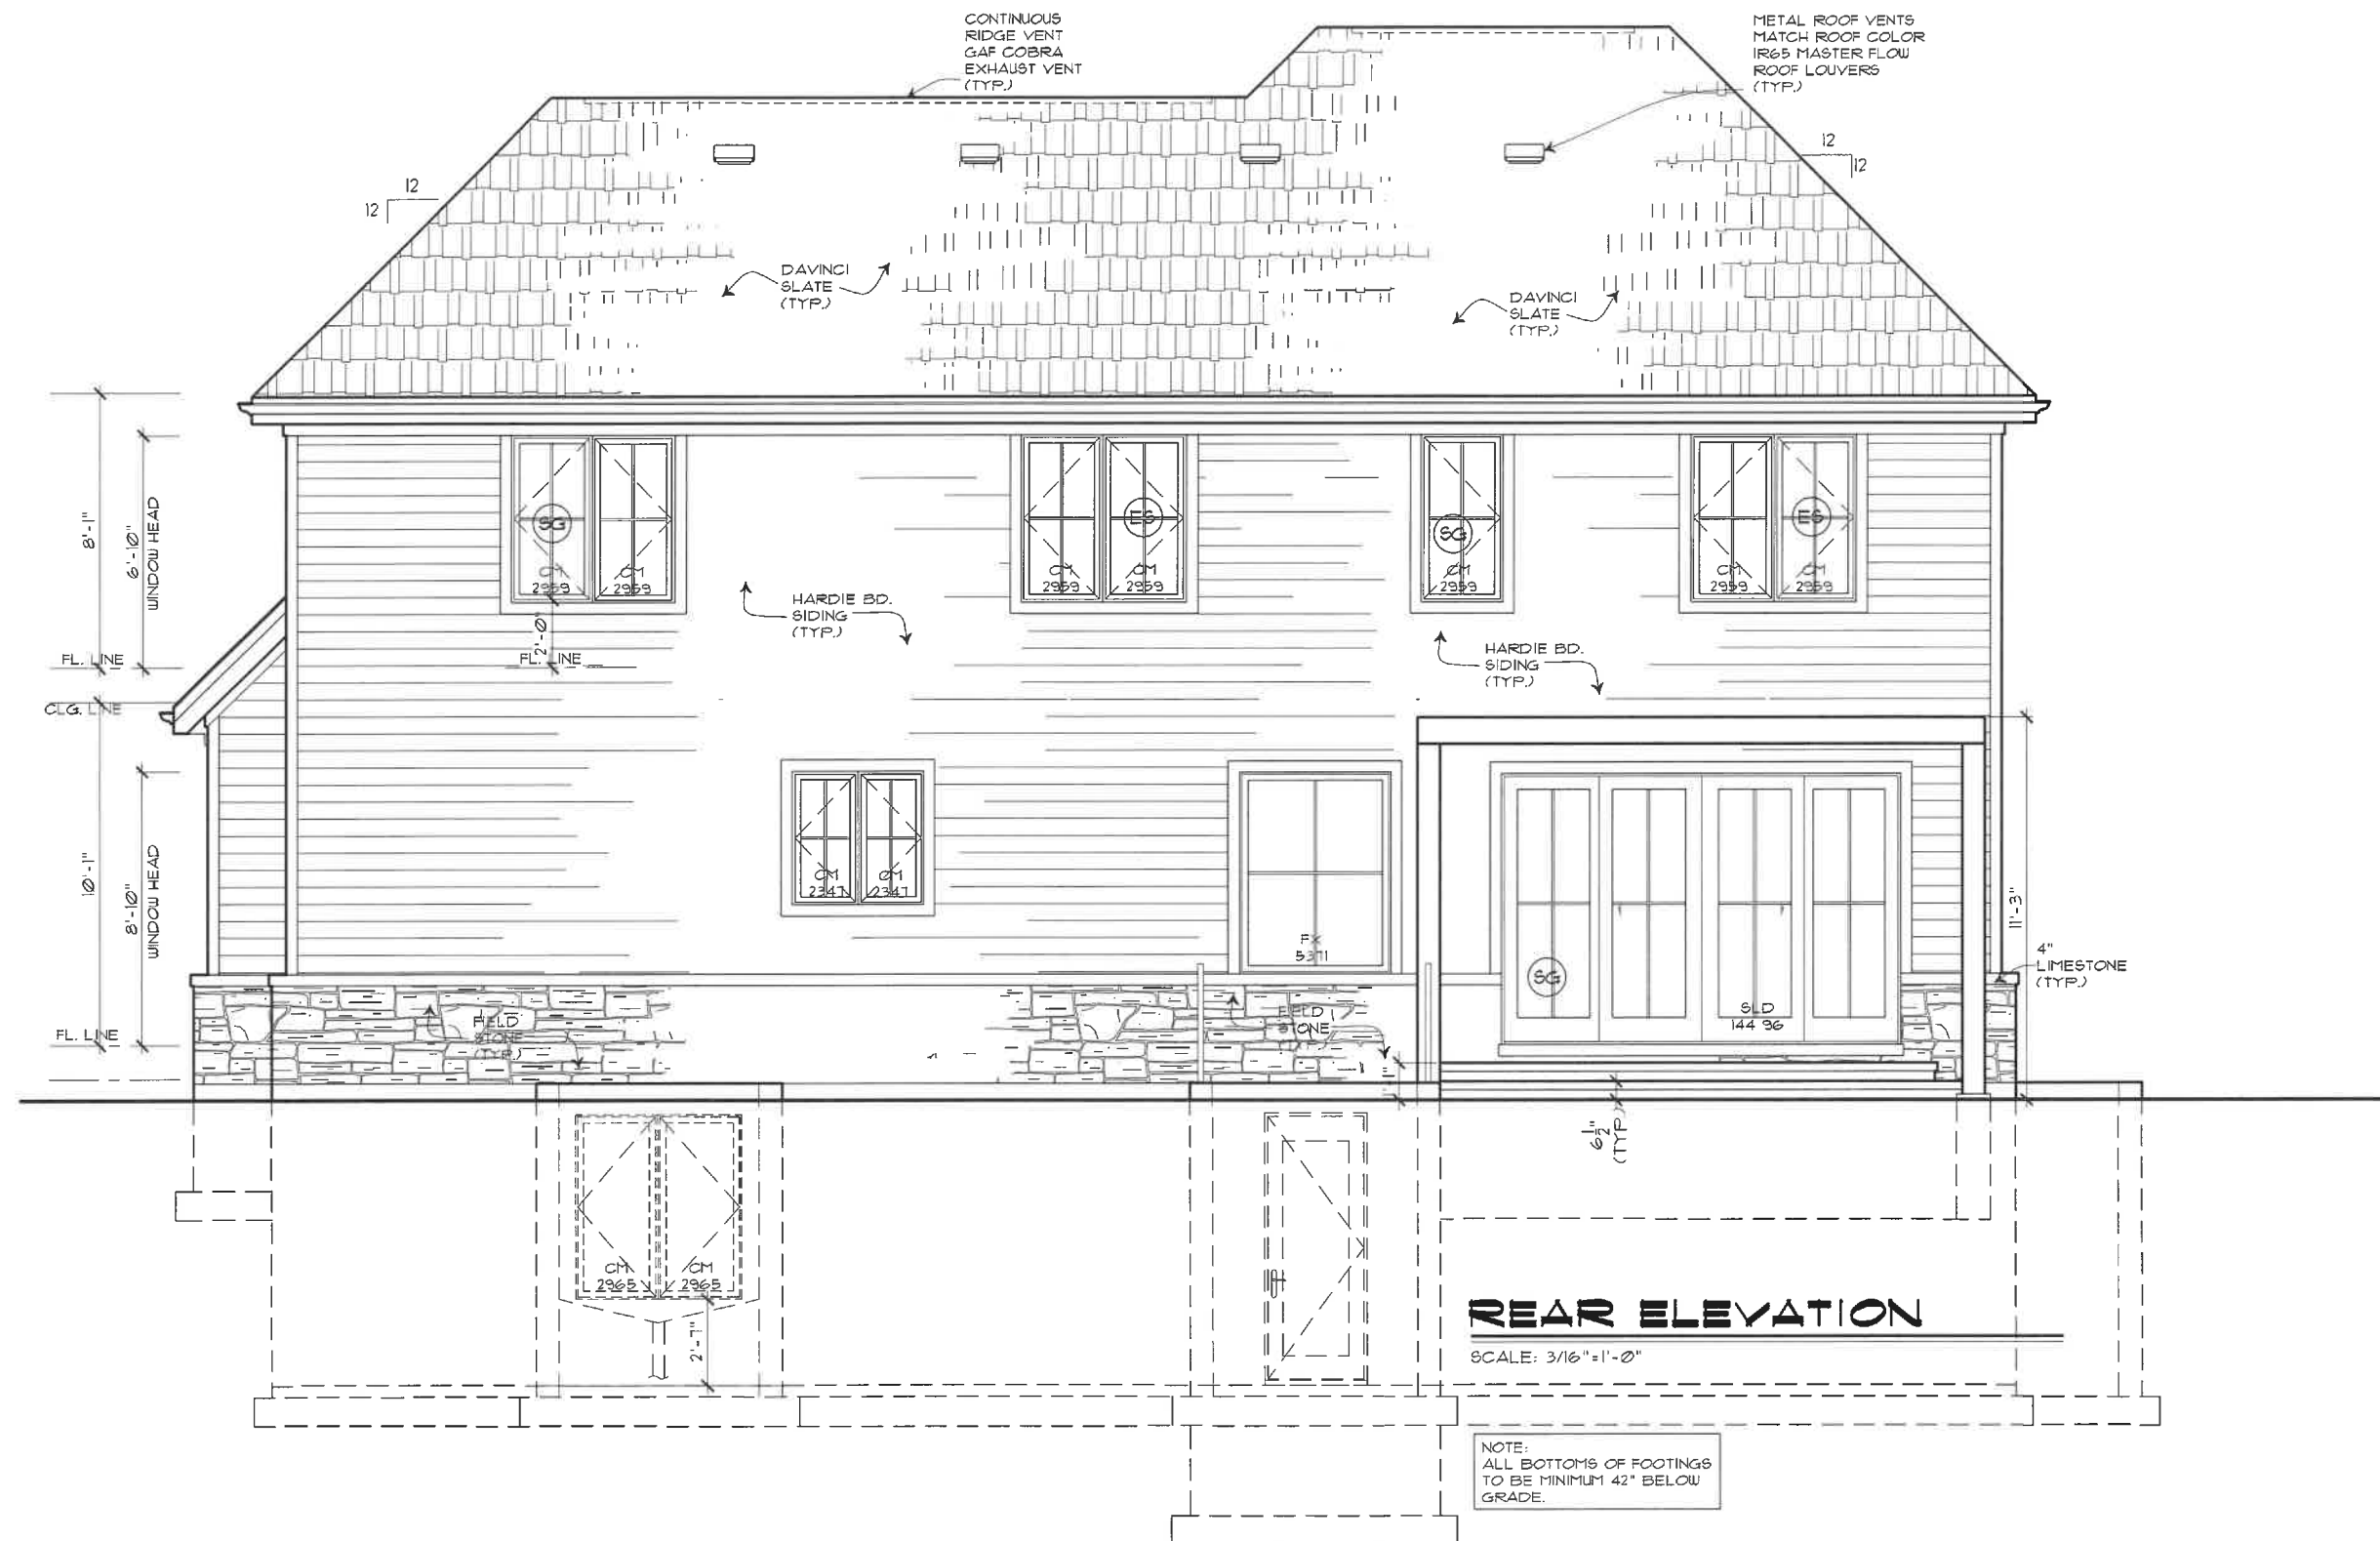 CONTINUOUS
RIDGE VENT
GAF COBRA
EXHAUST VENT
(TYP.)
METAL ROOF VENTS
MATCH ROOF COLOR
IR65 MASTER FLOW
ROOF LOUVERS
(TYP.)
12
12
12
12
DAVINCI
SLATE
(TYP.)
DAVINCI
SLATE
(TYP.)
8'-1"
6'-10"
WINDOW HEAD
SG
CM
2959
CM
2959
CM
2959
ES
CM
2959
SG
CM
2959
CM
2959
ES
CM
2959
HARDIE BD.
SIDING
(TYP.)
HARDIE BD.
SIDING
(TYP.)
2'-0"
FL. LINE
FL. LINE
CLG. LINE
10'-1"
8'-10"
WINDOW HEAD
CM
2347
CM
2347
FX
5371
SG
SLD
144 96
11'-3"
4"
LIMESTONE
(TYP.)
FIELD
STONE
(TYP.)
FIELD
STONE
FL. LINE
6 1/2"
(TYP)
CM
2965
CM
2965
2'-7"
REAR ELEVATION
SCALE: 3/16"=1'-0"
NOTE:
ALL BOTTOMS OF FOOTINGS
TO BE MINIMUM 42" BELOW
GRADE.